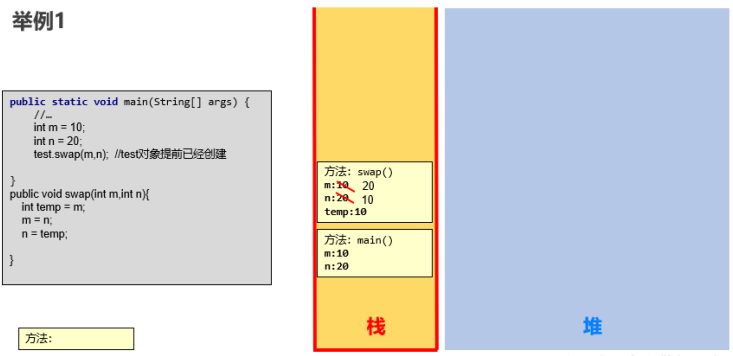 举例1
public static void main(String[] args) {
//…
int m = 10;
int n = 20;
test.swap(m,n); //test对象提前已经创建
}
public void swap(int m,int n){
int temp = m;
m = n;
n = temp;
}
方法:
方法: swap()
m:10 20
n:20 10
temp:10
方法: main()
m:10
n:20
栈
堆